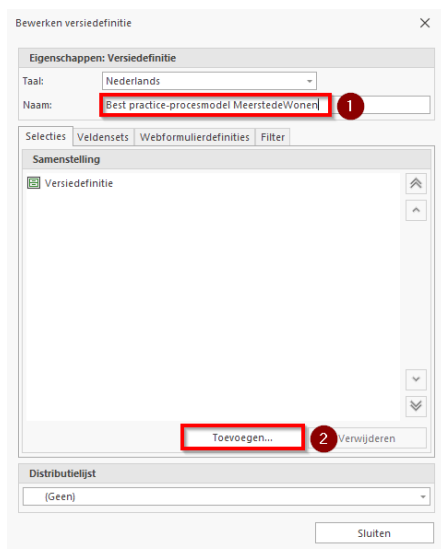 Bewerken versiedefinitie
Eigenschappen: Versiedefinitie
Taal: Nederlands
Naam: Best practice-procesmodel MeerstedeWonen 1
Selecties Veldensets Webformulierdefinities Filter
Samenstelling
Versiedefinitie
Toevoegen... 2 Verwijderen
Distributielijst
(Geen)
Sluiten